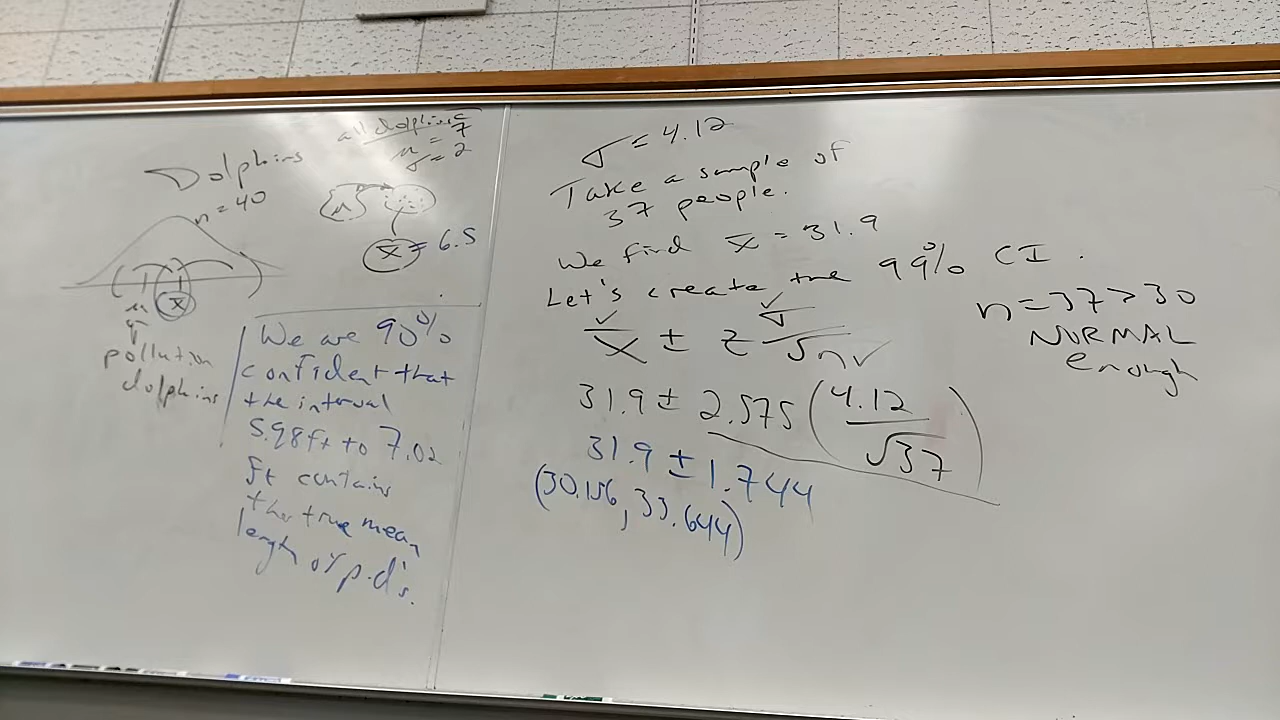 Dolphins
n = 40
all dolphins
μ = 7
σ = 2
μ
x̄ = 6.5
μ x̄
pollution
dolphins
We are 90%
confident that
the interval
5.98ft to 7.02
ft contains
the true mean
length of p.d's.
σ = 4.12
Take a sample of
37 people.
We find x̄ = 31.9
Let's create the 99% CI.
x̄ ± z σ/√n
n = 37 > 30
NORMAL
enough
31.9 ± 2.575 (4.12/√37)
31.9 ± 1.744
(30.156, 33.644)